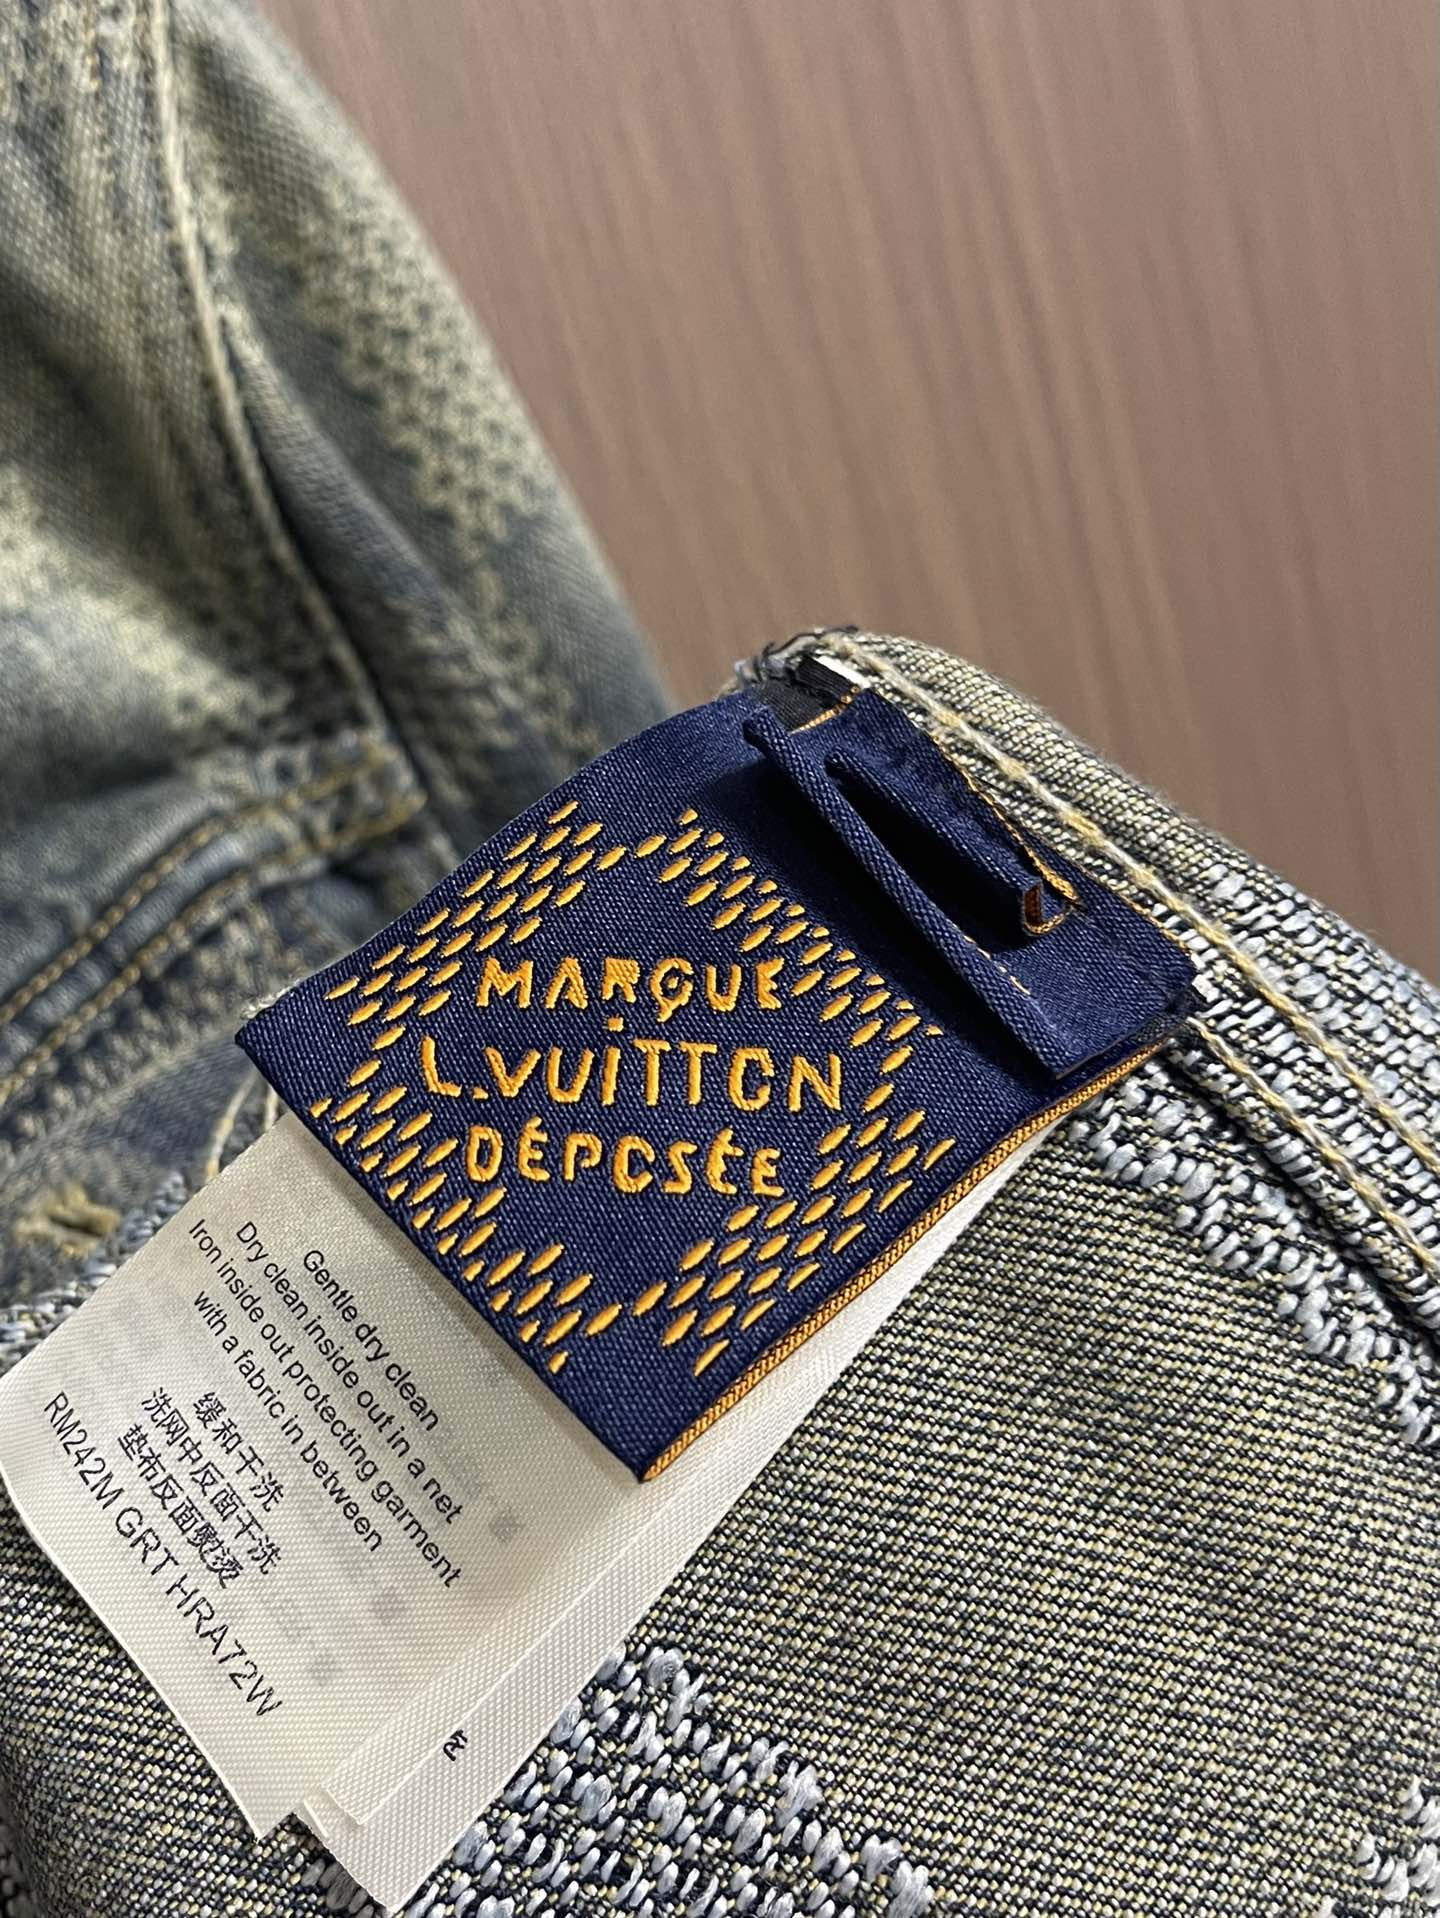 MARQUE
L.VUITTON
DÉPOSÉE
Gentle dry clean
Dry clean inside out in a net
Iron inside out protecting garment
with a fabric in between
缓和干洗
洗网中反面干洗
垫布反面熨烫
RM242M GRT HRA72W